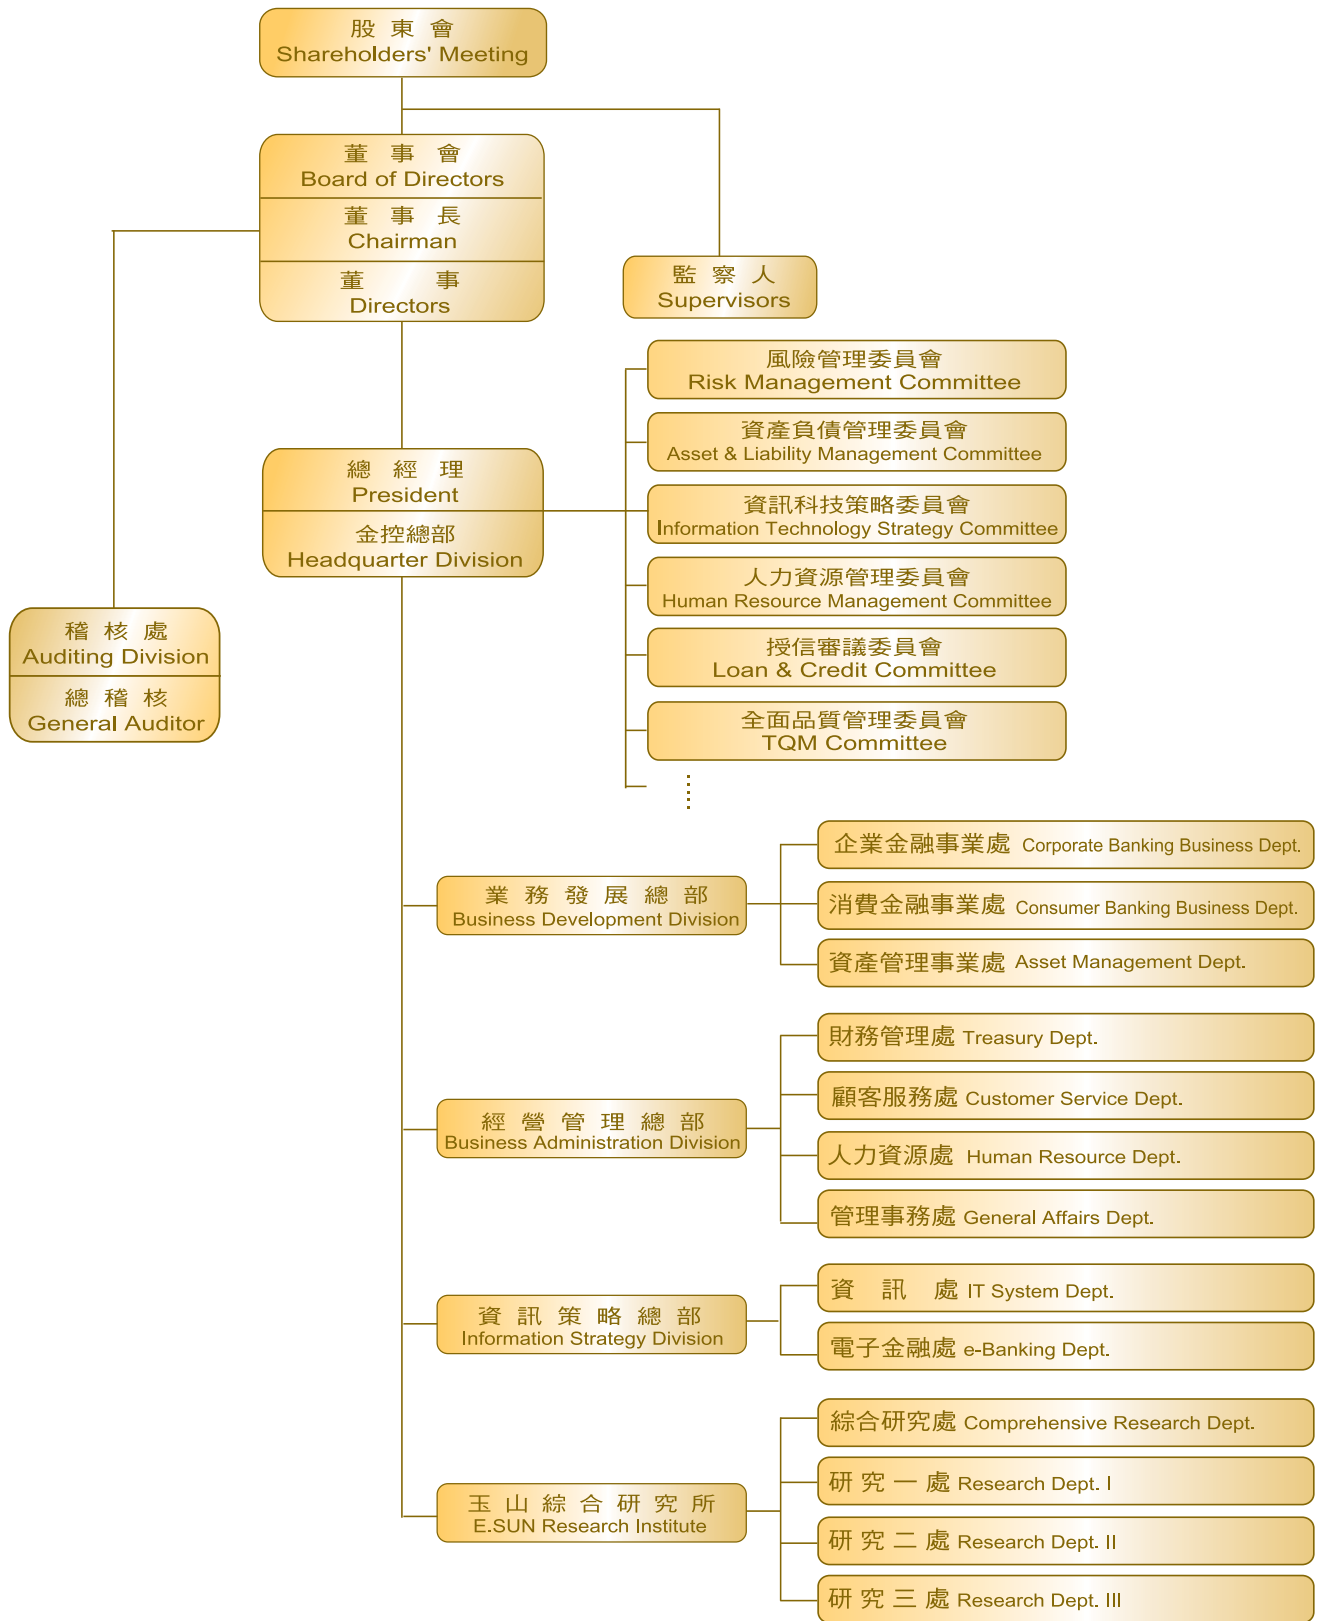 股東會
Shareholders' Meeting
董事會
Board of Directors
董事長
Chairman
董事
Directors
監察人
Supervisors
風險管理委員會
Risk Management Committee
資產負債管理委員會
Asset & Liability Management Committee
總經理
President
金控總部
Headquarter Division
資訊科技策略委員會
Information Technology Strategy Committee
人力資源管理委員會
Human Resource Management Committee
稽核處
Auditing Division
總稽核
General Auditor
授信審議委員會
Loan & Credit Committee
全面品質管理委員會
TQM Committee
業務發展總部
Business Development Division
企業金融事業處 Corporate Banking Business Dept.
消費金融事業處 Consumer Banking Business Dept.
資產管理事業處 Asset Management Dept.
經營管理總部
Business Administration Division
財務管理處 Treasury Dept.
顧客服務處 Customer Service Dept.
人力資源處 Human Resource Dept.
管理事務處 General Affairs Dept.
資訊策略總部
Information Strategy Division
資訊處 IT System Dept.
電子金融處 e-Banking Dept.
玉山綜合研究所
E.SUN Research Institute
綜合研究處 Comprehensive Research Dept.
研究一處 Research Dept. I
研究二處 Research Dept. II
研究三處 Research Dept. III